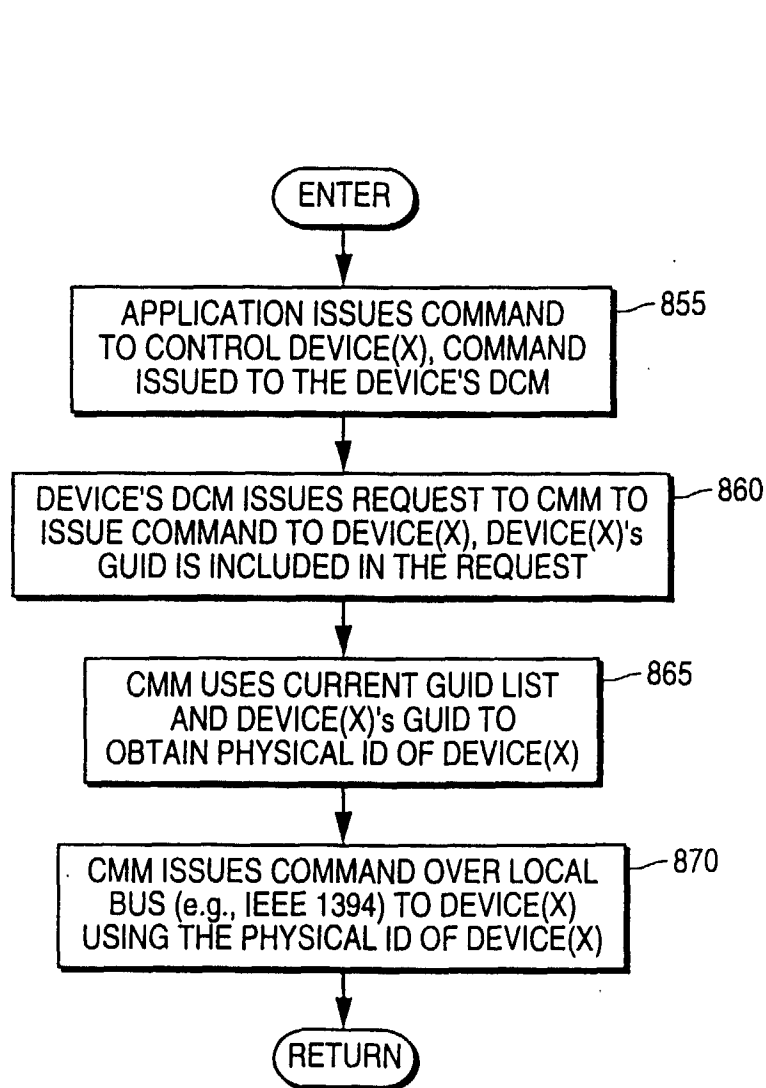 ENTER
APPLICATION ISSUES COMMAND
TO CONTROL DEVICE(X), COMMAND
ISSUED TO THE DEVICE'S DCM
855
DEVICE'S DCM ISSUES REQUEST TO CMM TO
ISSUE COMMAND TO DEVICE(X), DEVICE(X)'s
GUID IS INCLUDED IN THE REQUEST
860
CMM USES CURRENT GUID LIST
AND DEVICE(X)'s GUID TO
OBTAIN PHYSICAL ID OF DEVICE(X)
865
CMM ISSUES COMMAND OVER LOCAL
BUS (e.g., IEEE 1394) TO DEVICE(X)
USING THE PHYSICAL ID OF DEVICE(X)
870
RETURN